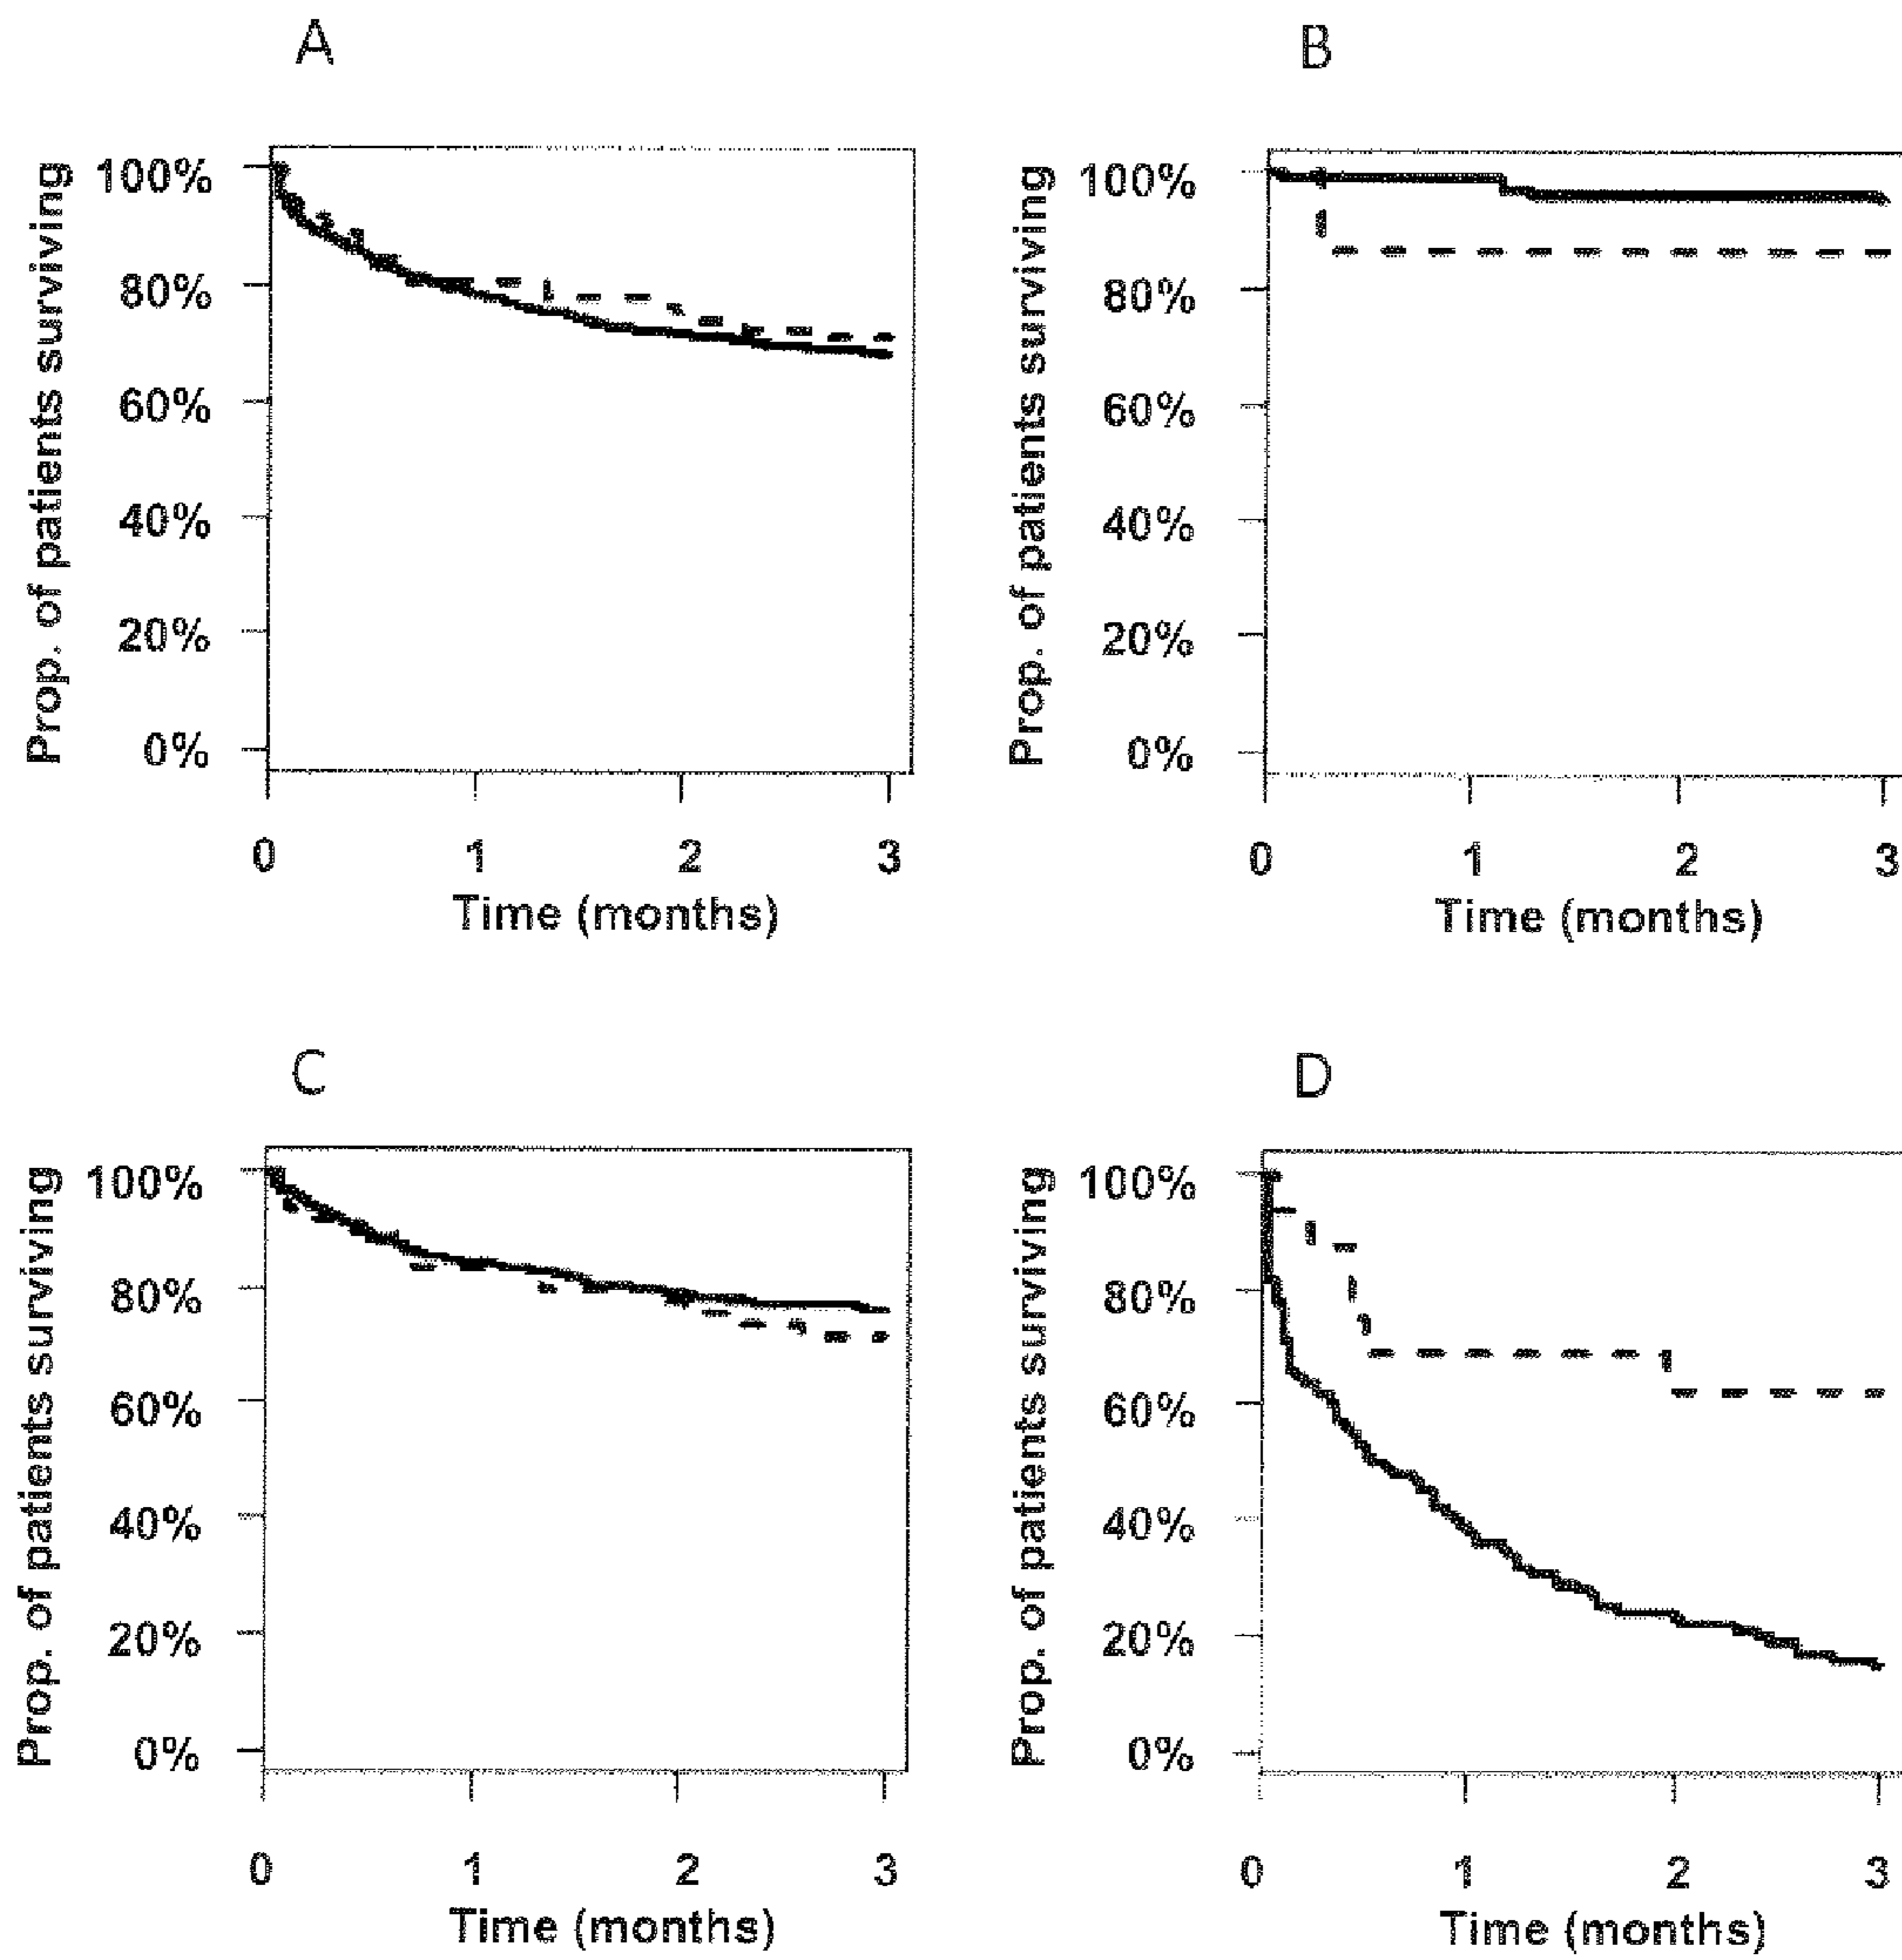 A
Prop. of patients surviving
100%
80%
60%
40%
20%
0%
0 1 2 3
Time (months)
B
Prop. of patients surviving
100%
80%
60%
40%
20%
0%
0 1 2 3
Time (months)
C
Prop. of patients surviving
100%
80%
60%
40%
20%
0%
0 1 2 3
Time (months)
D
Prop. of patients surviving
100%
80%
60%
40%
20%
0%
0 1 2 3
Time (months)